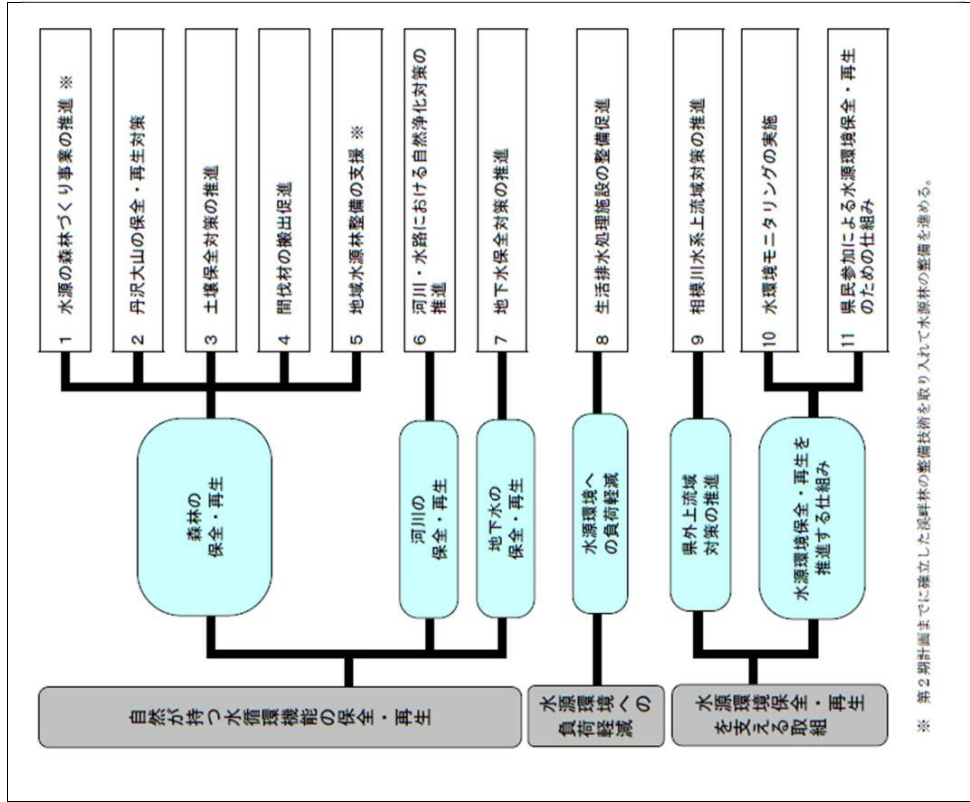 自然が持つ水循環機能の保全・再生
森林の
保全・再生
1 水源の森林づくり事業の推進 ※
2 丹沢大山の保全・再生対策
3 土壌保全対策の推進
4 間伐材の搬出促進
5 地域水源林整備の支援 ※
河川の
保全・再生
6 河川・水路における自然浄化対策の
推進
地下水の
保全・再生
7 地下水保全対策の推進
水源環境への
負荷軽減
水源環境へ
の負荷軽減
8 生活排水処理施設の整備促進
水源環境保全・再生
を支える取組
県外上流域
対策の推進
9 相模川水系上流域対策の推進
水源環境保全・再生を
推進する仕組み
10 水環境モニタリングの実施
11 県民参加による水源環境保全・再生
のための仕組み
※ 第2期計画までに確立した渓畔林の整備技術を取り入れて水源林の整備を進める。